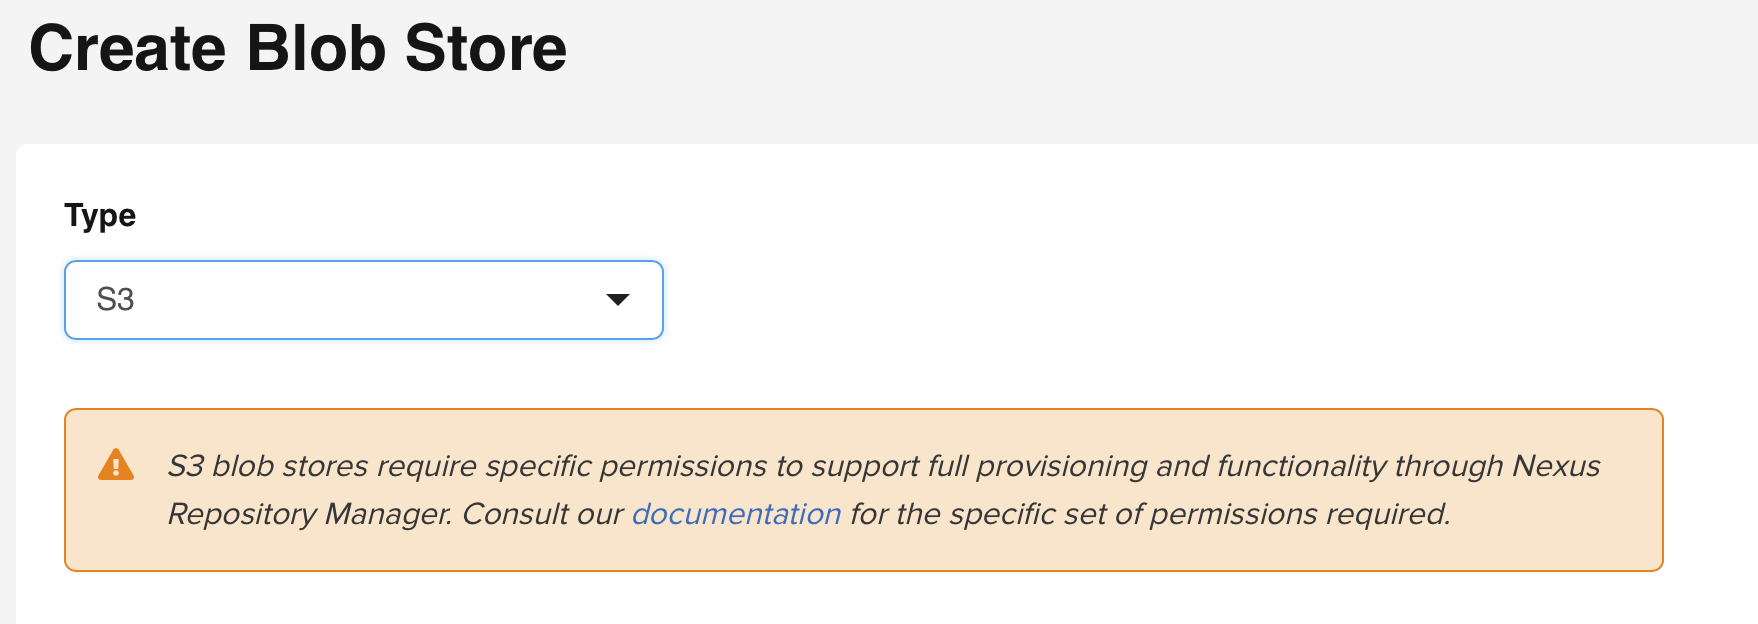 Create Blob Store
Type
S3
S3 blob stores require specific permissions to support full provisioning and functionality through Nexus
Repository Manager. Consult our documentation for the specific set of permissions required.